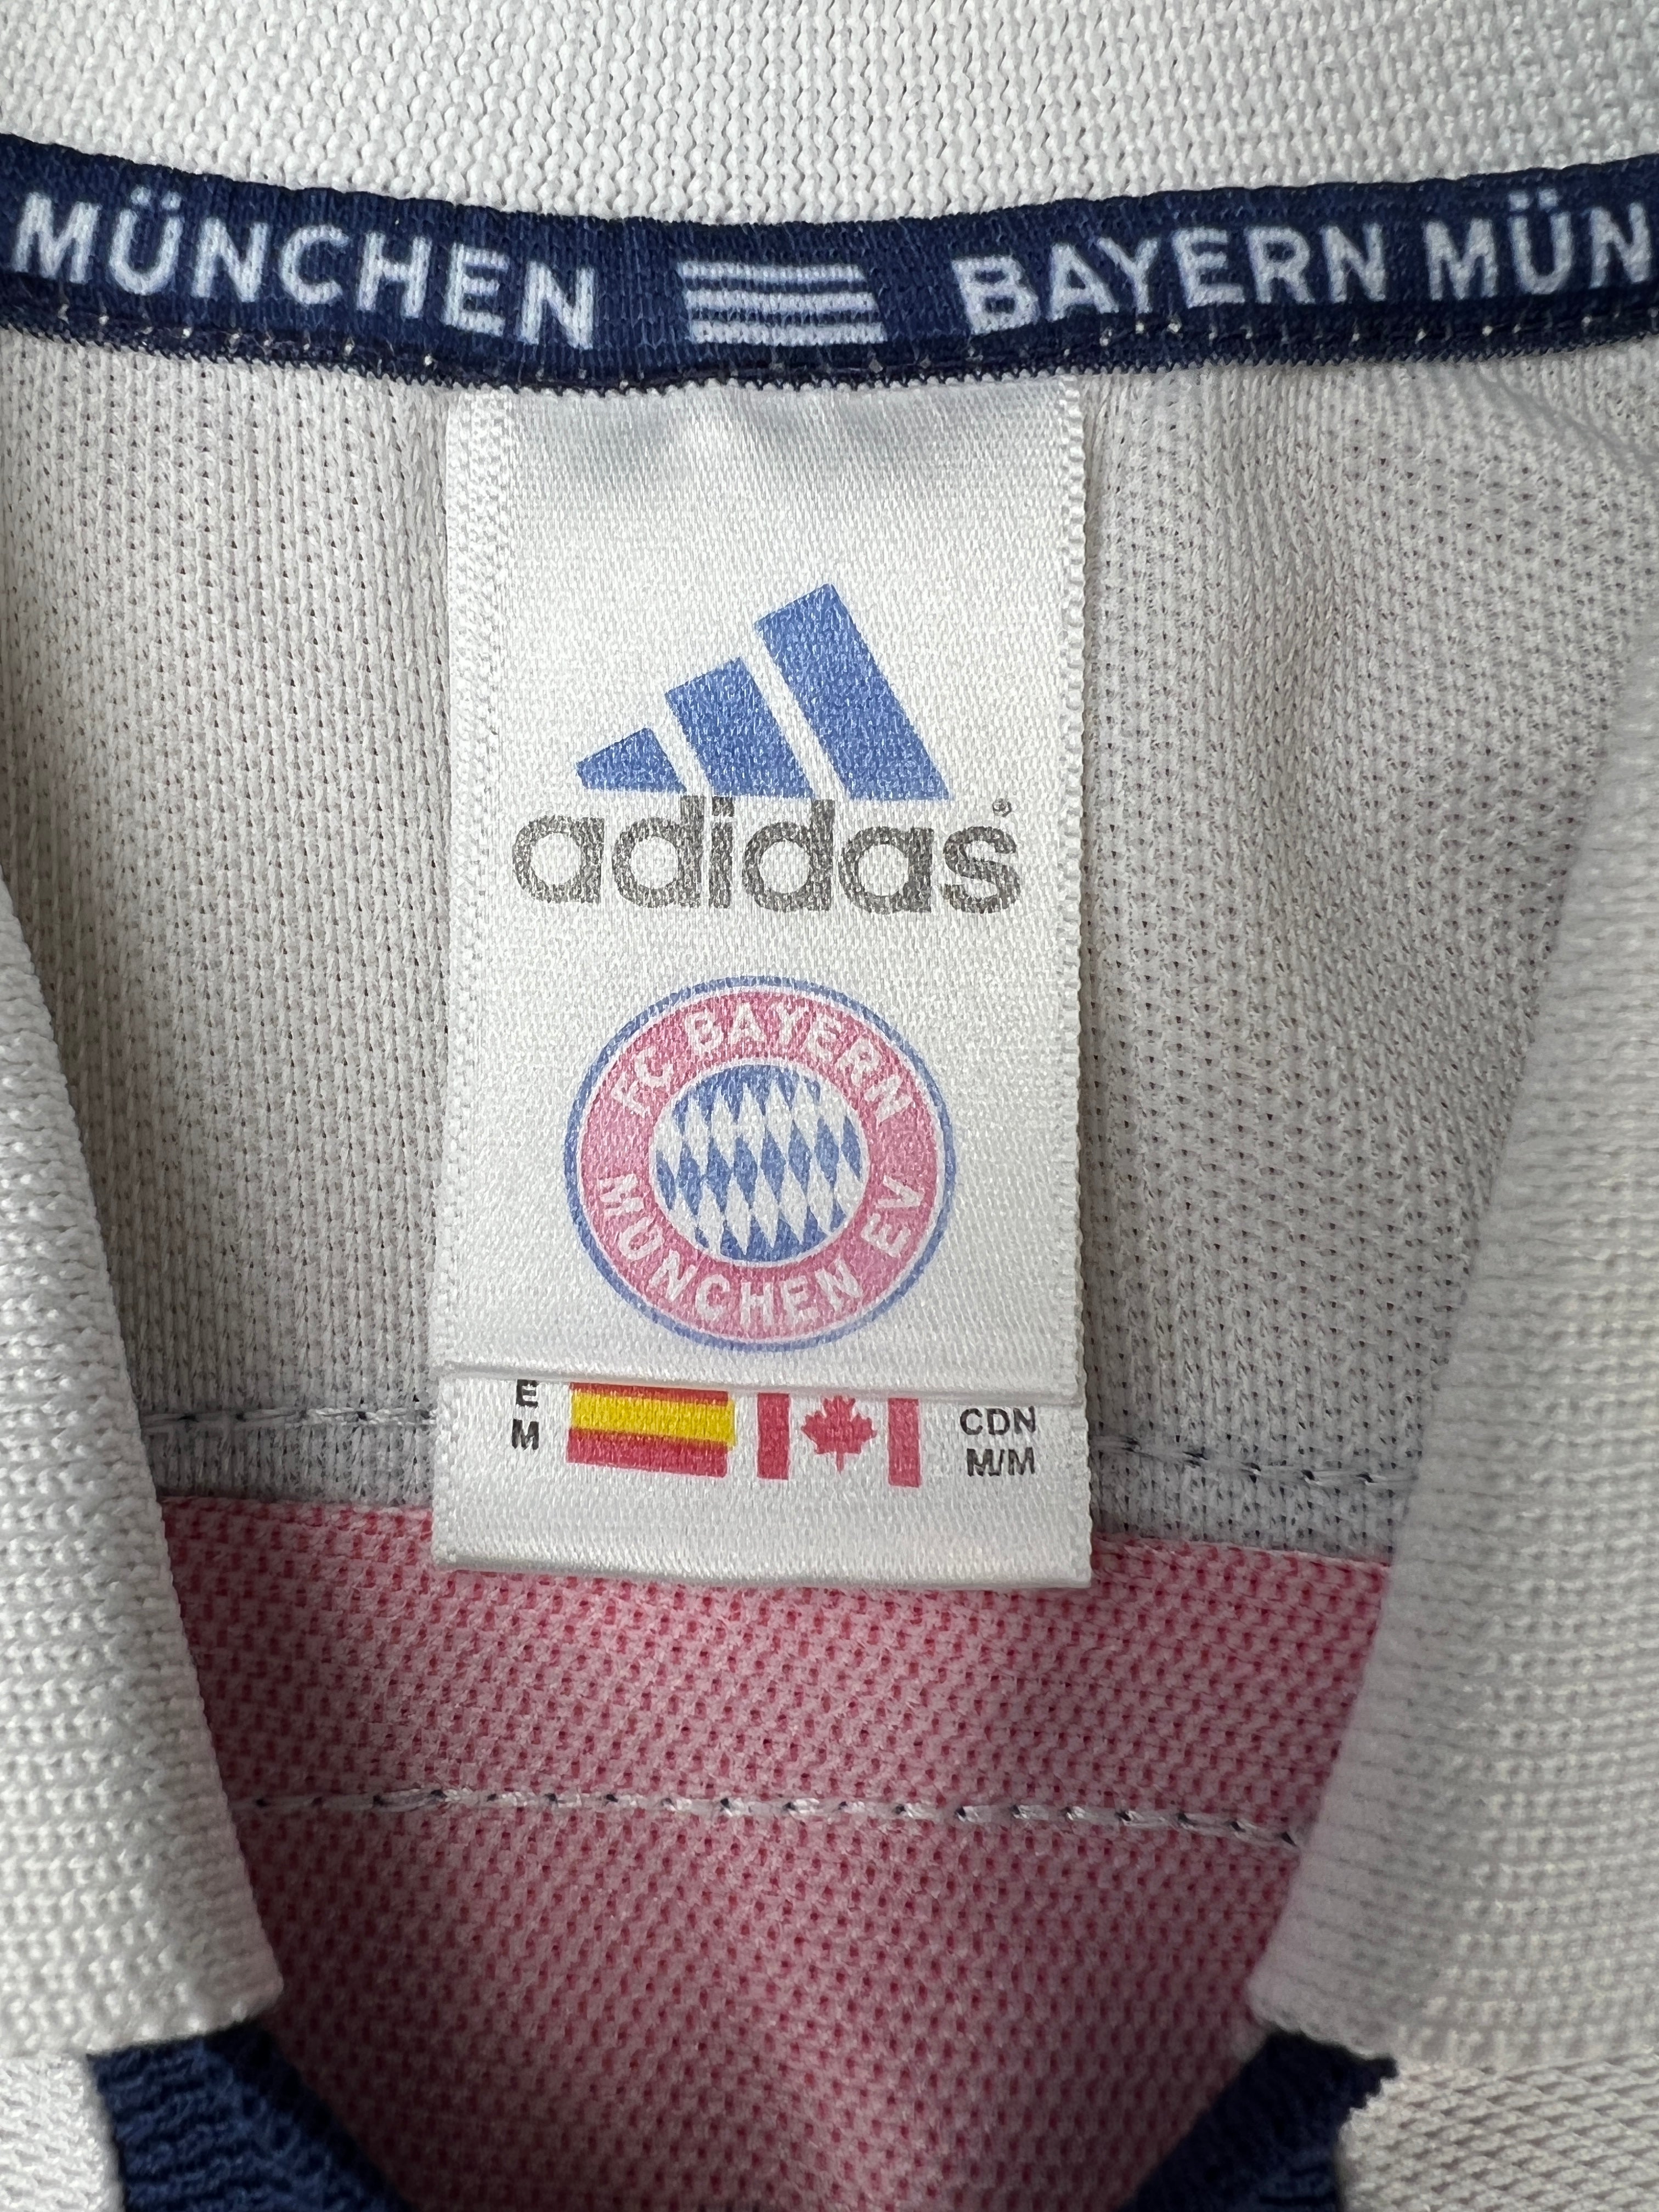 MÜNCHEN BAYERN MÜN
adidas®
FC BAYERN
MÜNCHEN EV
E CDN
M M/M